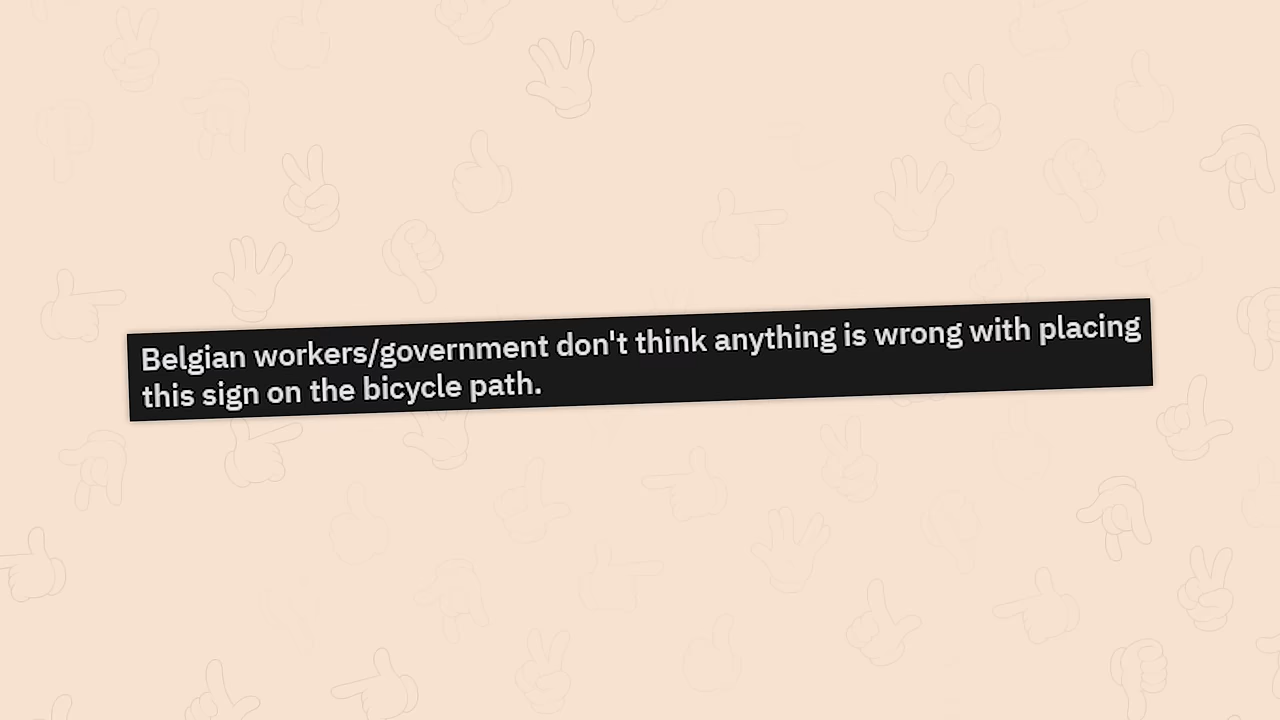 Belgian workers/government don't think anything is wrong with placing
this sign on the bicycle path.